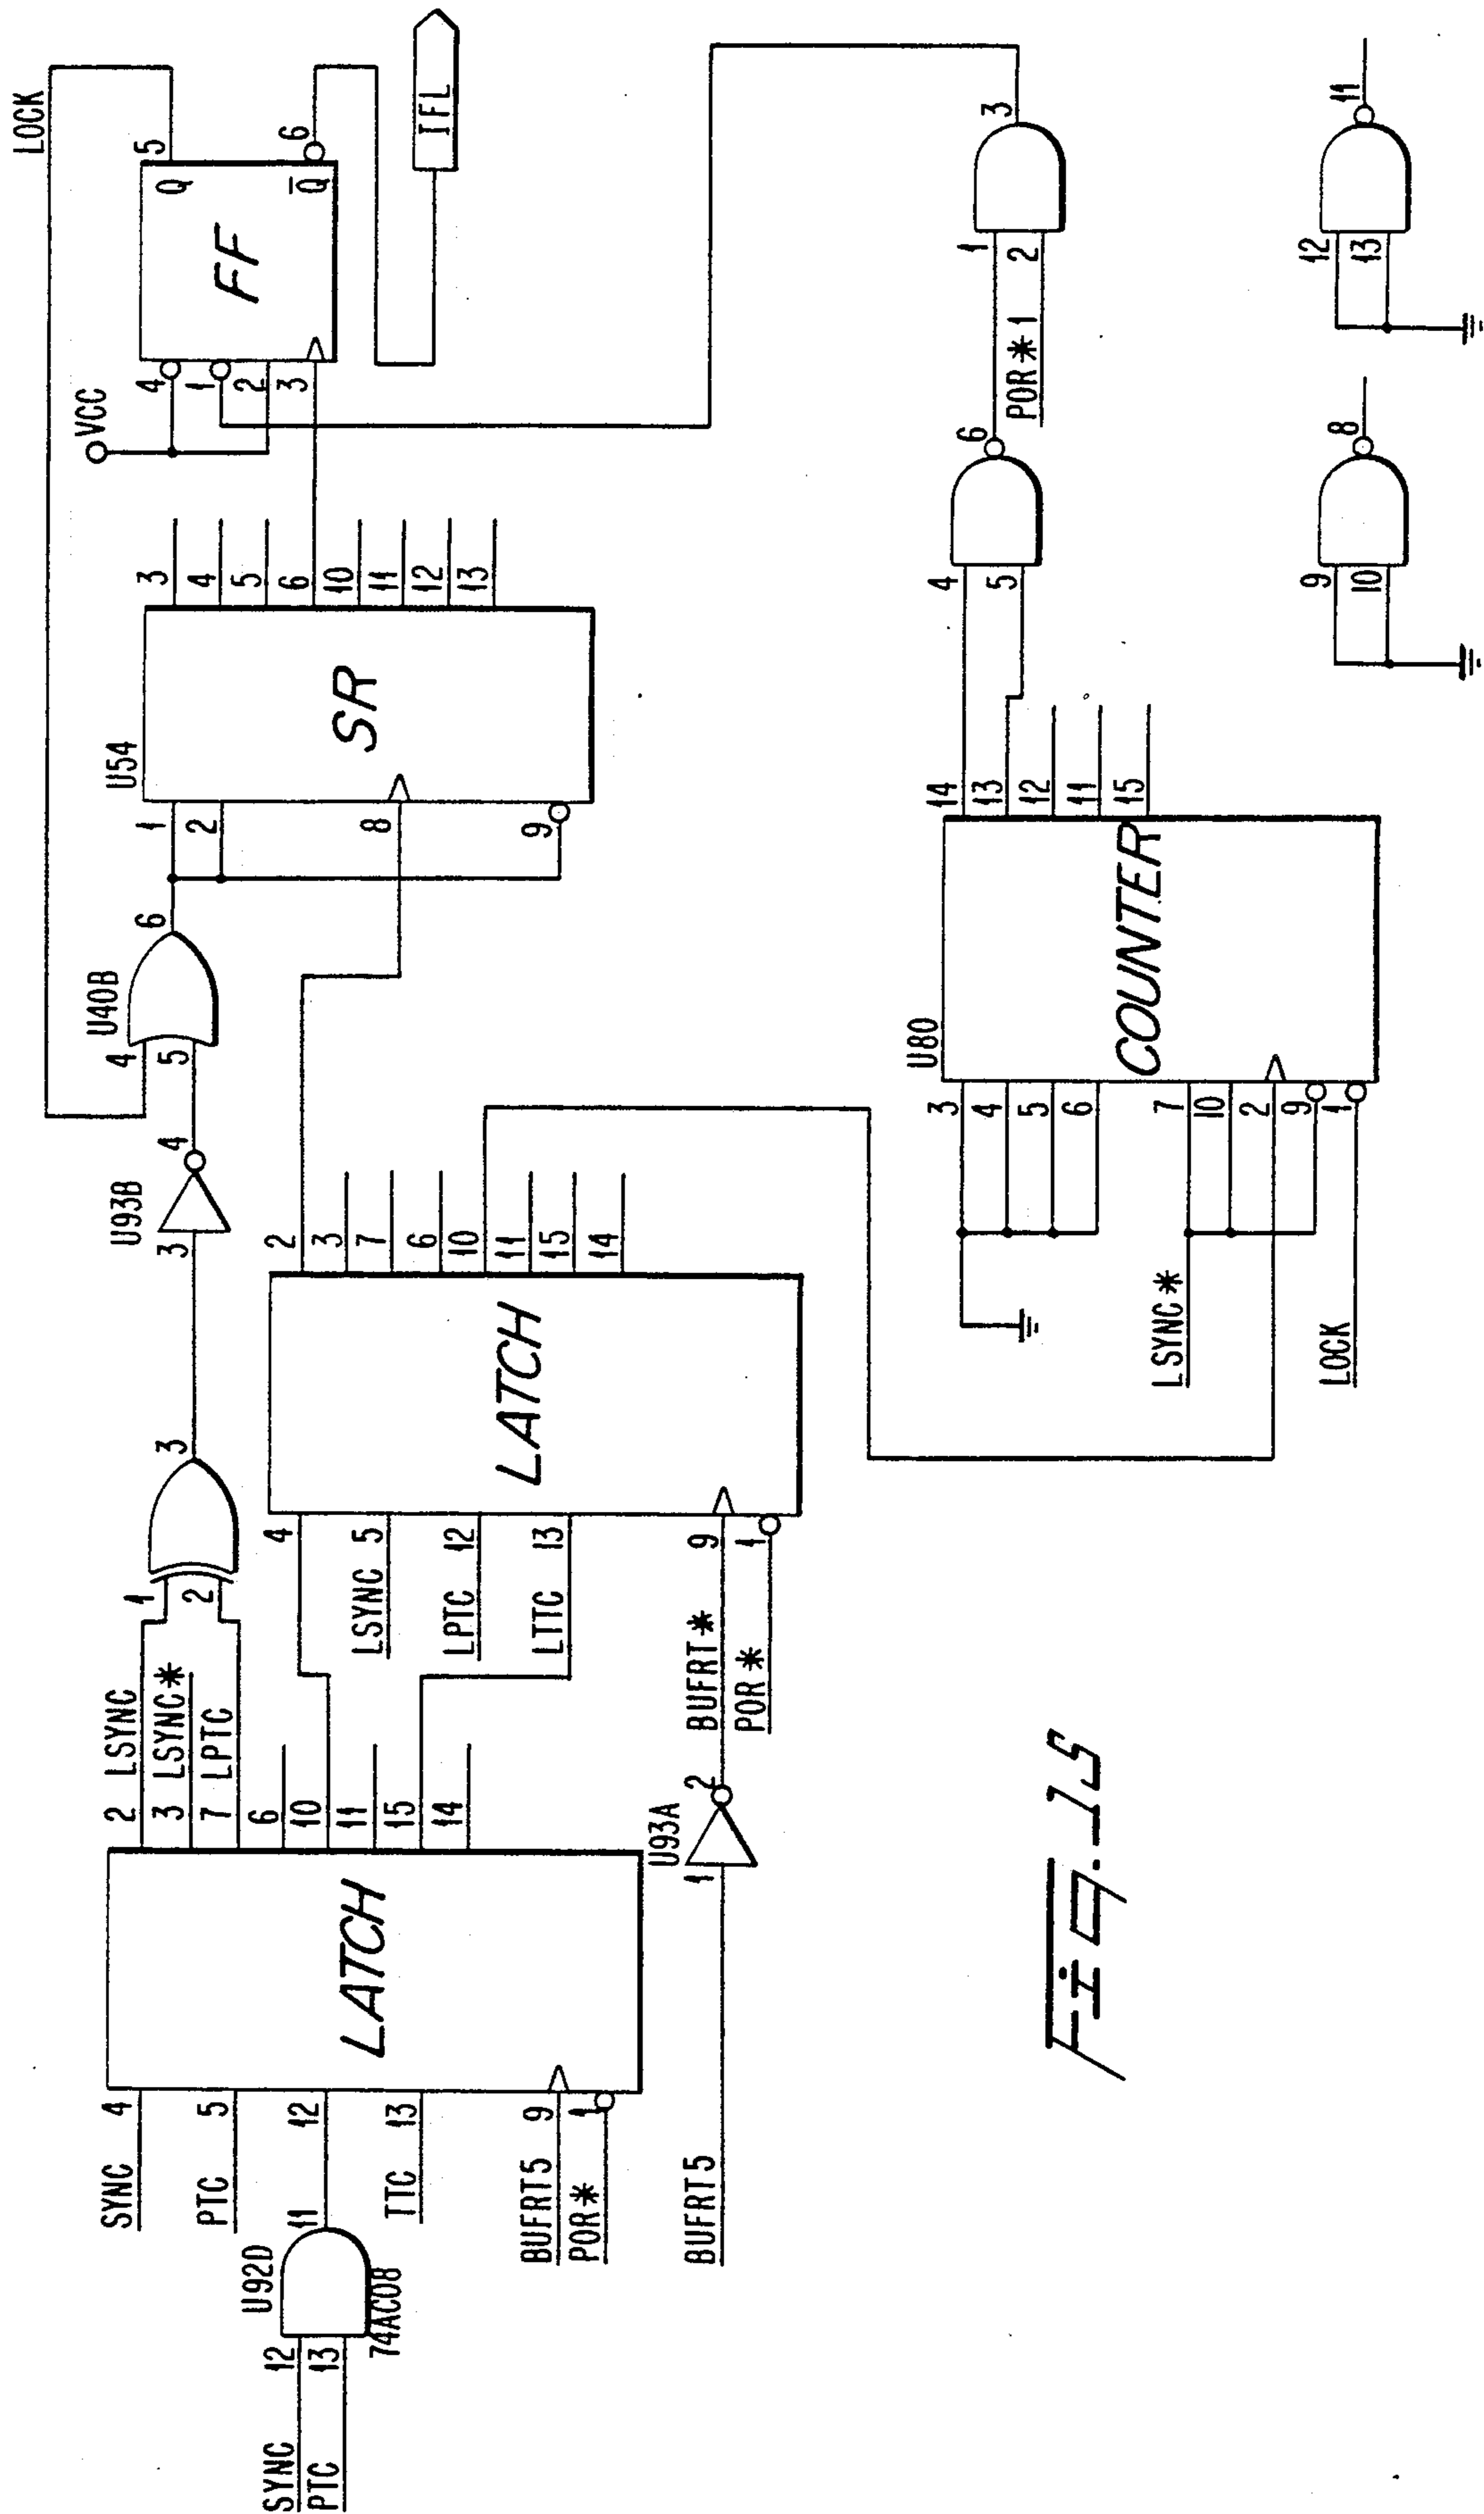 SYNC 12
PTC 13
U92D
74AC08
11
SYNC 4
PTC 5
12
TTC 13
BUFRT5 9
POR* 1
LATCH
2 LSYNC
3 LSYNC*
7 LPTC
6
10
11
15
14
1
2
3
BUFRT5 1
U93A
2 BUFRT* 9
POR* 1
4
LSYNC 5
LPTC 12
LTTC 13
LATCH
2
3
7
6
10
11
15
14
3
U93B
4
4
5
U40B
6
1
2
8
9
U54
SR
3
4
5
6
10
11
12
13
VCC
4
1
2
3
FF
Q
Q̅
5
6
LOCK
IFL
LSYNC*
LOCK
3
4
5
6
7
10
2
9
1
U80
COUNTER
14
13
12
11
15
4
5
6
POR*1
1
2
3
9
10
8
12
13
11
Fig-15